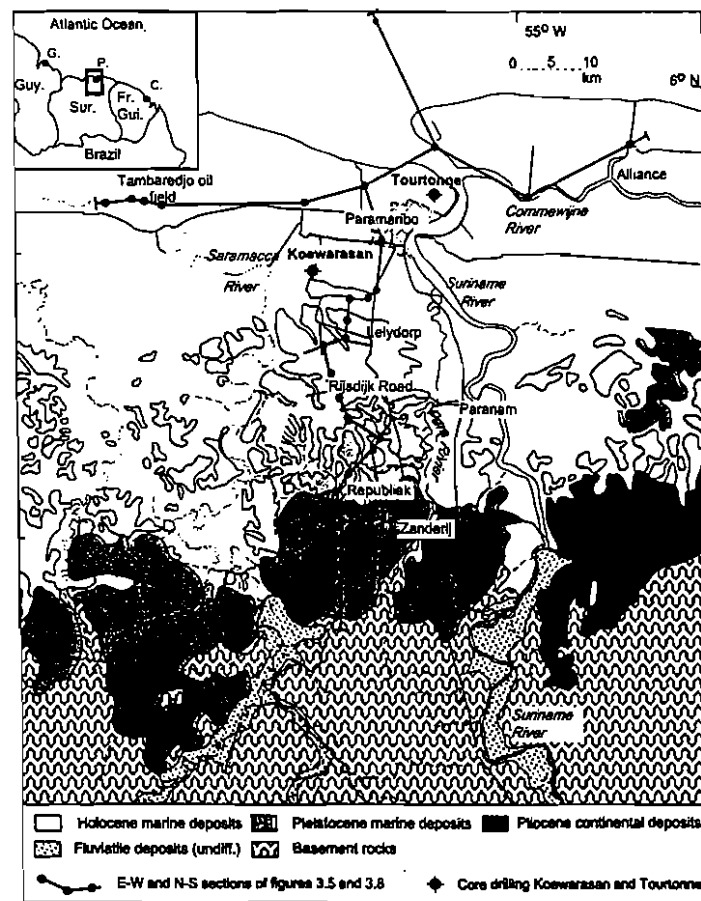 Atlantic Ocean
55° W
G.
P.
0 5 10
km
6° N
Guy.
Fr.
C.
Sur.
Gui.
Brazil
Tambaredjo oil
field
Tourtonne
Alliance
Paramaribo
Commewijne
River
Saramacca
River
Koewarasan
Suriname
River
Lelydorp
Rijsdijk Road
Paranam
River
Republiek
Zanderij
Suriname
River
Holocene marine deposits Pleistocene marine deposits Pliocene continental deposits
Fluviatile deposits (undiff.) Basement rocks
E-W and N-S sections of figures 3.5 and 3.8 Core drilling Koewarasan and Tourtonne